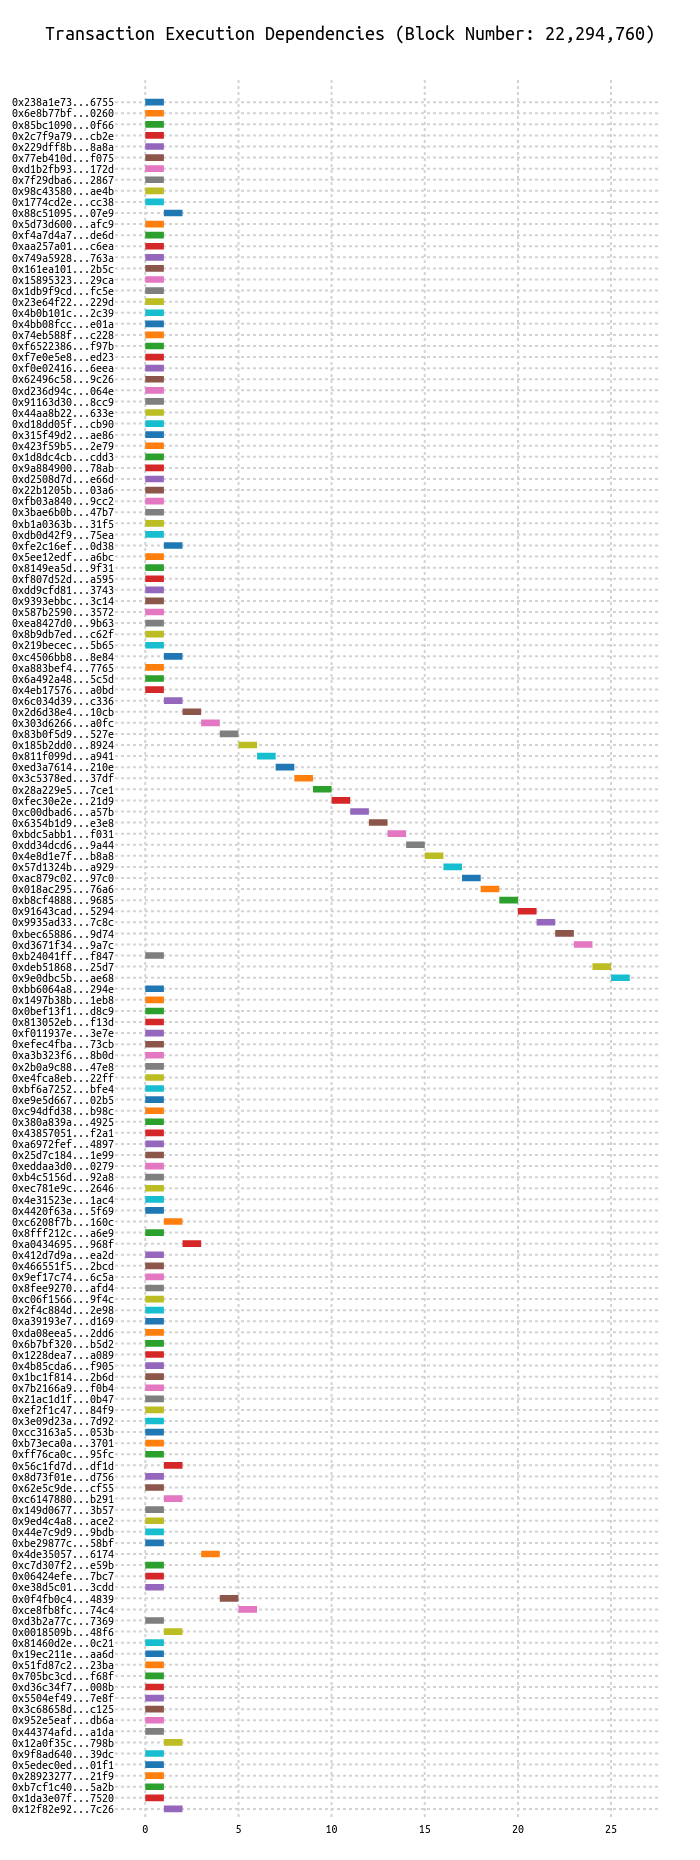 Transaction Execution Dependencies (Block Number: 22,294,760)
0x238a1e73...6755
0x6e8b77bf...0260
0x85bc1090...0f66
0x2c7f9a79...cb2e
0x229dff8b...8a8a
0x77eb410d...f075
0xd1b2fb93...172d
0x7f29dba6...2867
0x98c43580...ae4b
0x1774cd2e...cc38
0x88c51095...07e9
0x5d73d600...afc9
0xf4a7d4a7...de6d
0xaa257a01...c6ea
0x749a5928...763a
0x161ea101...2b5c
0x15895323...29ca
0x1db9f9cd...fc5e
0x23e64f22...229d
0x4b0b101c...2c39
0x4bb08fcc...e01a
0x74eb588f...c228
0xf6522386...f97b
0xf7e0e5e8...ed23
0xf0e02416...6eea
0x62496c58...9c26
0xd236d94c...064e
0x91163d30...8cc9
0x44aa8b22...633e
0xd18dd05f...cb90
0x315f49d2...ae86
0x423f59b5...2e79
0x1d8dc4cb...cdd3
0x9a884900...78ab
0xd2508d7d...e66d
0x22b1205b...03a6
0xfb03a840...9cc2
0x3bae6b0b...47b7
0xb1a0363b...31f5
0xdb0d42f9...75ea
0xfe2c16ef...0d38
0x5ee12edf...a6bc
0x8149ea5d...9f31
0xf807d52d...a595
0xdd9cfd81...3743
0x9393ebbc...3c14
0x587b2590...3572
0xea8427d0...9b63
0x8b9db7ed...c62f
0x219becec...5b65
0xc4506bb8...8e84
0xa883bef4...7765
0x6a492a48...5c5d
0x4eb17576...a0bd
0x6c034d39...c336
0x2d6d38e4...10cb
0x303d6266...a0fc
0x83b0f5d9...527e
0x185b2dd0...8924
0x811f099d...a941
0xed3a7614...210e
0x3c5378ed...37df
0x28a229e5...7ce1
0xfec30e2e...21d9
0xc00dbad6...a57b
0x6354b1d9...e3e8
0xbdc5abb1...f031
0xdd34dcd6...9a44
0x4e8d1e7f...b8a8
0x57d1324b...a929
0xac879c02...97c0
0x018ac295...76a6
0xb8cf4888...9685
0x91643cad...5294
0x9935ad33...7c8c
0xbec65886...9d74
0xd3671f34...9a7c
0xb24041ff...f847
0xdeb51868...25d7
0x9e0dbc5b...ae68
0xbb6064a8...294e
0x1497b38b...1eb8
0x0bef13f1...d8c9
0x813052eb...f13d
0xf011937e...3e7e
0xefec4fba...73cb
0xa3b323f6...8b0d
0x2b0a9c88...47e8
0xe4fca8eb...22ff
0xbf6a7252...bfe4
0xe9e5d667...02b5
0xc94dfd38...b98c
0x380a839a...4925
0x43857051...f2a1
0xa6972fef...4897
0x25d7c184...1e99
0xeddaa3d0...0279
0xb4c5156d...92a8
0xec781e9c...2646
0x4e31523e...1ac4
0x4420f63a...5f69
0xc6208f7b...160c
0x8fff212c...a6e9
0xa0434695...968f
0x412d7d9a...ea2d
0x466551f5...2bcd
0x9ef17c74...6c5a
0x8fee9270...afd4
0xc06f1566...9f4c
0x2f4c884d...2e98
0xa39193e7...d169
0xda08eea5...2dd6
0x6b7bf320...b5d2
0x1228dea7...a089
0x4b85cda6...f905
0x1bc1f814...2b6d
0x7b2166a9...f0b4
0x21ac1d1f...0b47
0xef2f1c47...84f9
0x3e09d23a...7d92
0xcc3163a5...053b
0xb73eca0a...3701
0xff76ca0c...95fc
0x56c1fd7d...df1d
0x8d73f01e...d756
0x62e5c9de...cf55
0xc6147880...b291
0x149d0677...3b57
0x9ed4c4a8...ace2
0x44e7c9d9...9bdb
0xbe29877c...58bf
0x4de35057...6174
0xc7d307f2...e59b
0x06424efe...7bc7
0xe38d5c01...3cdd
0x0f4fb0c4...4839
0xce8fb8fc...74c4
0xd3b2a77c...7369
0x0018509b...48f6
0x81460d2e...0c21
0x19ec211e...aa6d
0x51fd87c2...23ba
0x705bc3cd...f68f
0xd36c34f7...008b
0x5504ef49...7e8f
0x3c68658d...c125
0x952e5eaf...db6a
0x44374afd...a1da
0x12a0f35c...798b
0x9f8ad640...39dc
0x5edec0ed...01f1
0x28923277...21f9
0xb7cf1c40...5a2b
0x1da3e07f...7520
0x12f82e92...7c26
0 5 10 15 20 25